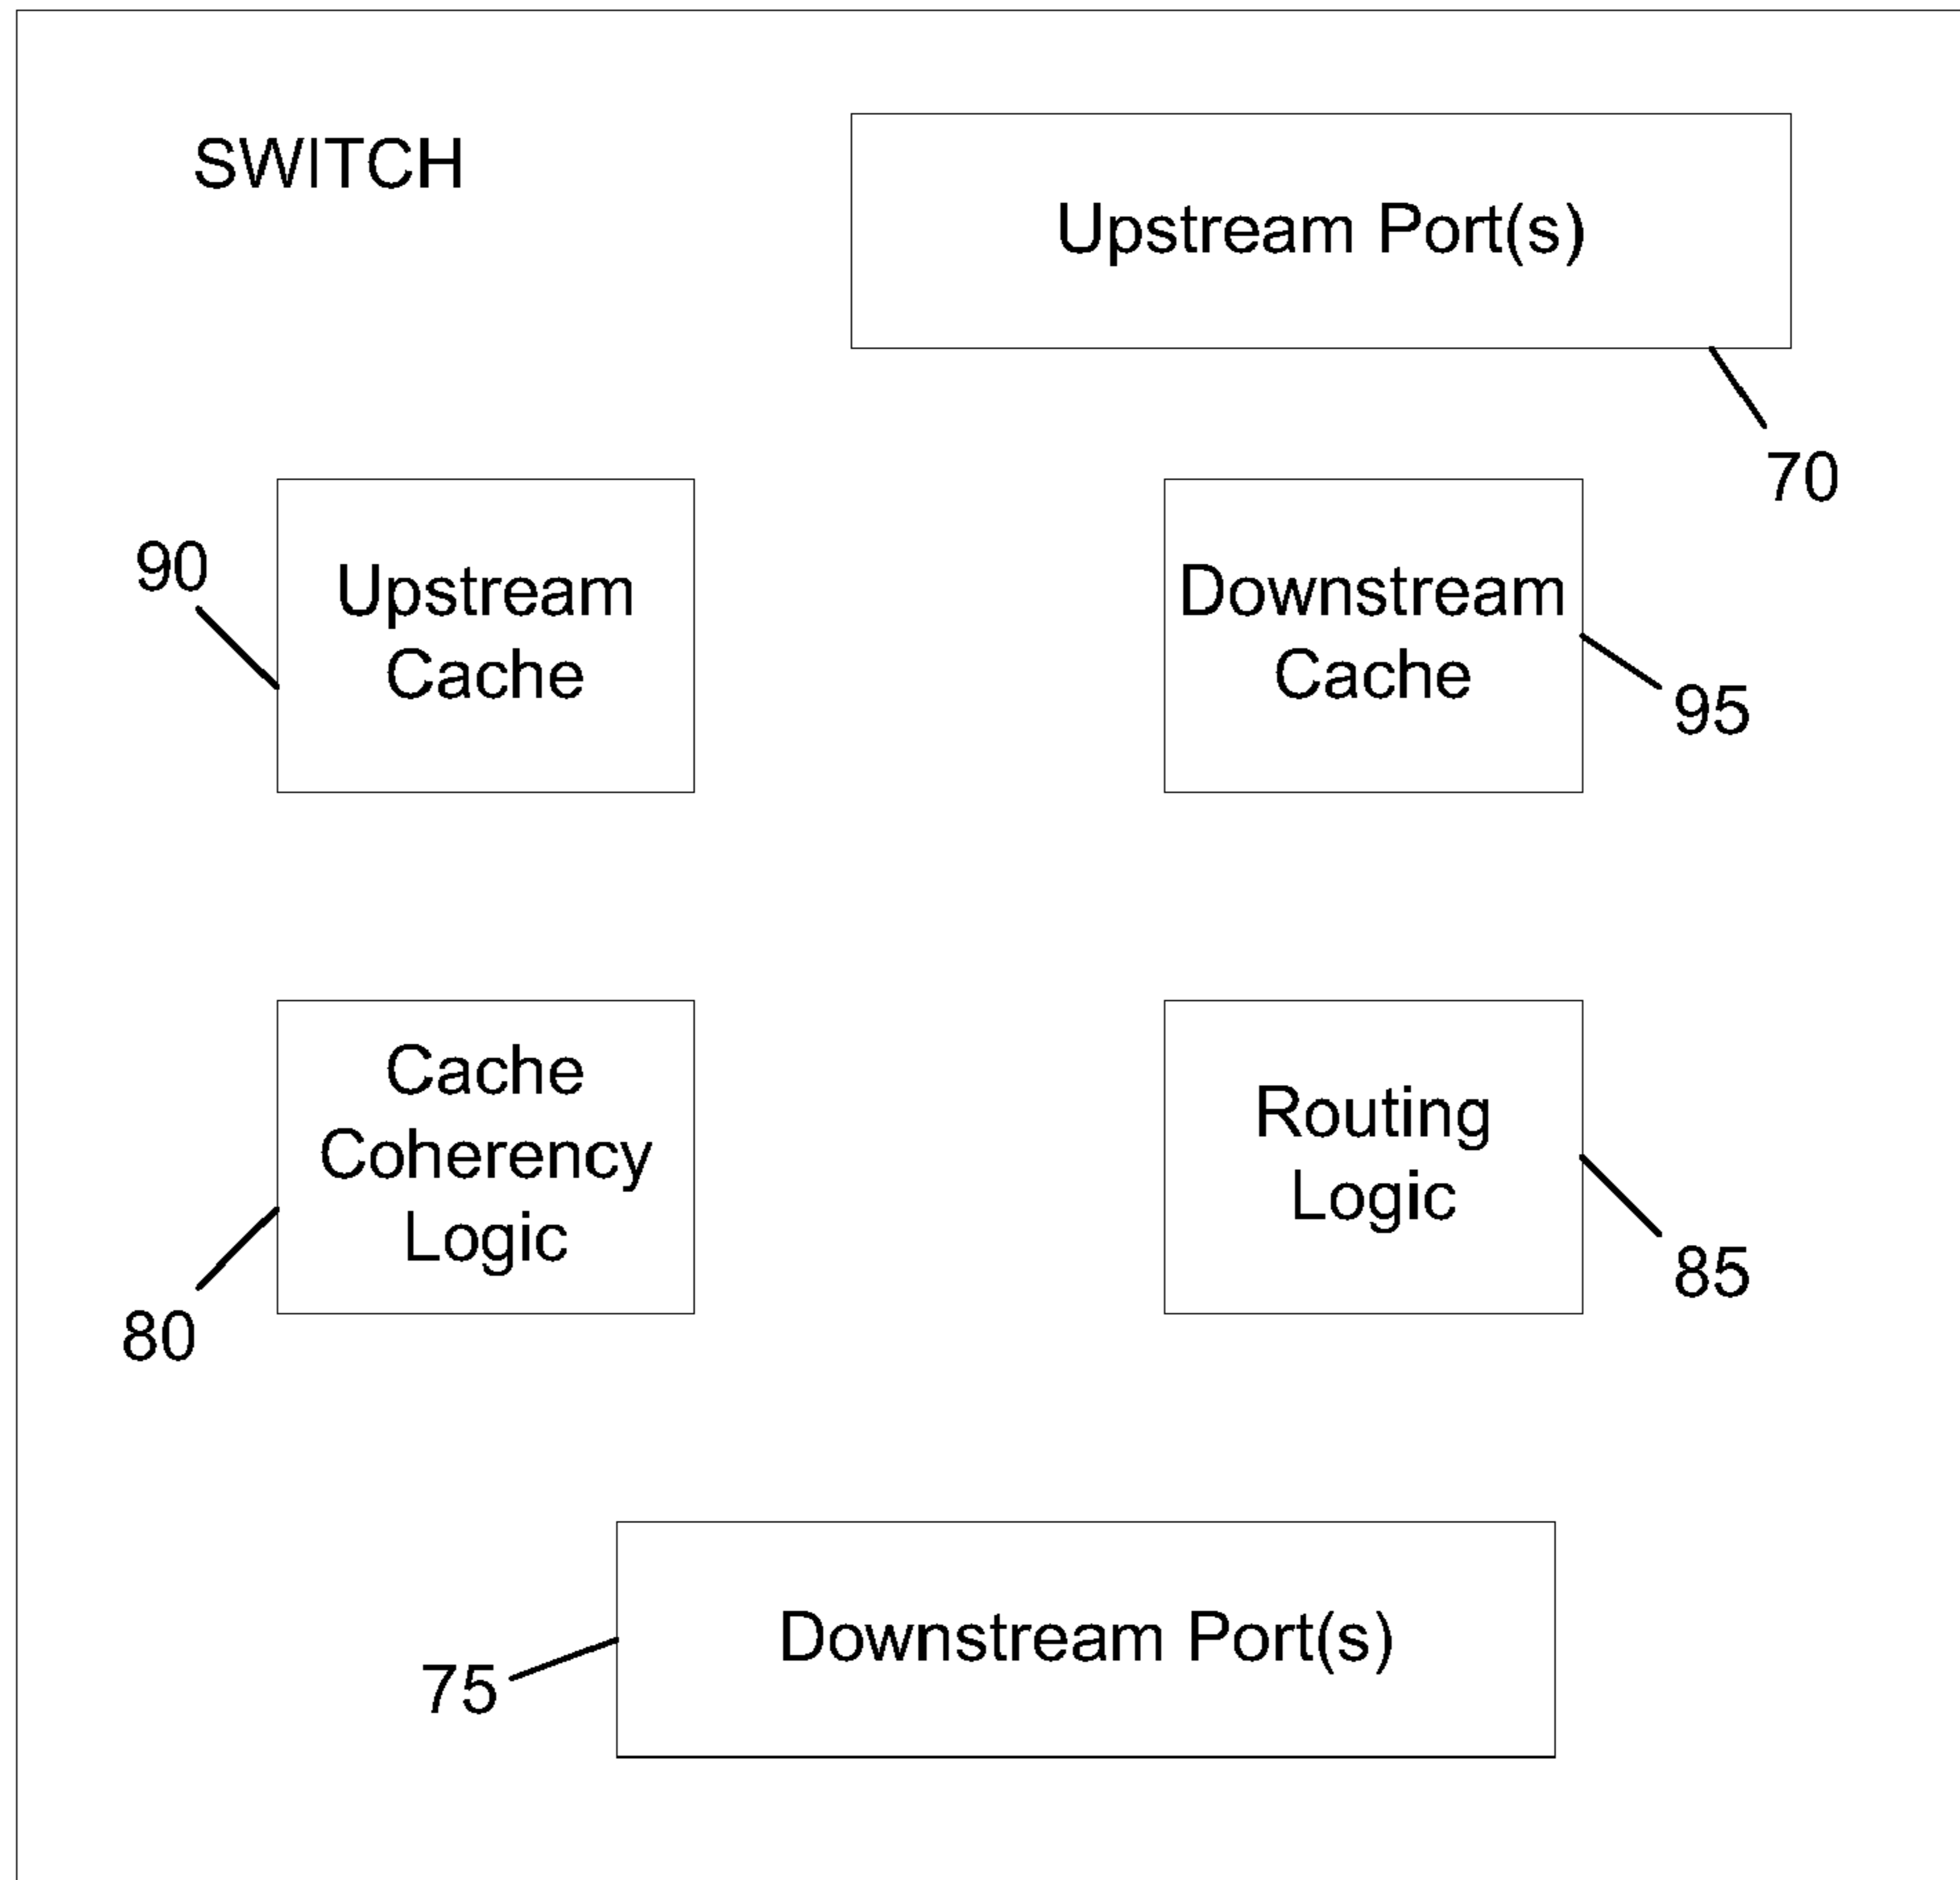 SWITCH
Upstream Port(s)
70
90
Upstream
Cache
Downstream
Cache
95
Cache
Coherency
Logic
80
Routing
Logic
85
Downstream Port(s)
75